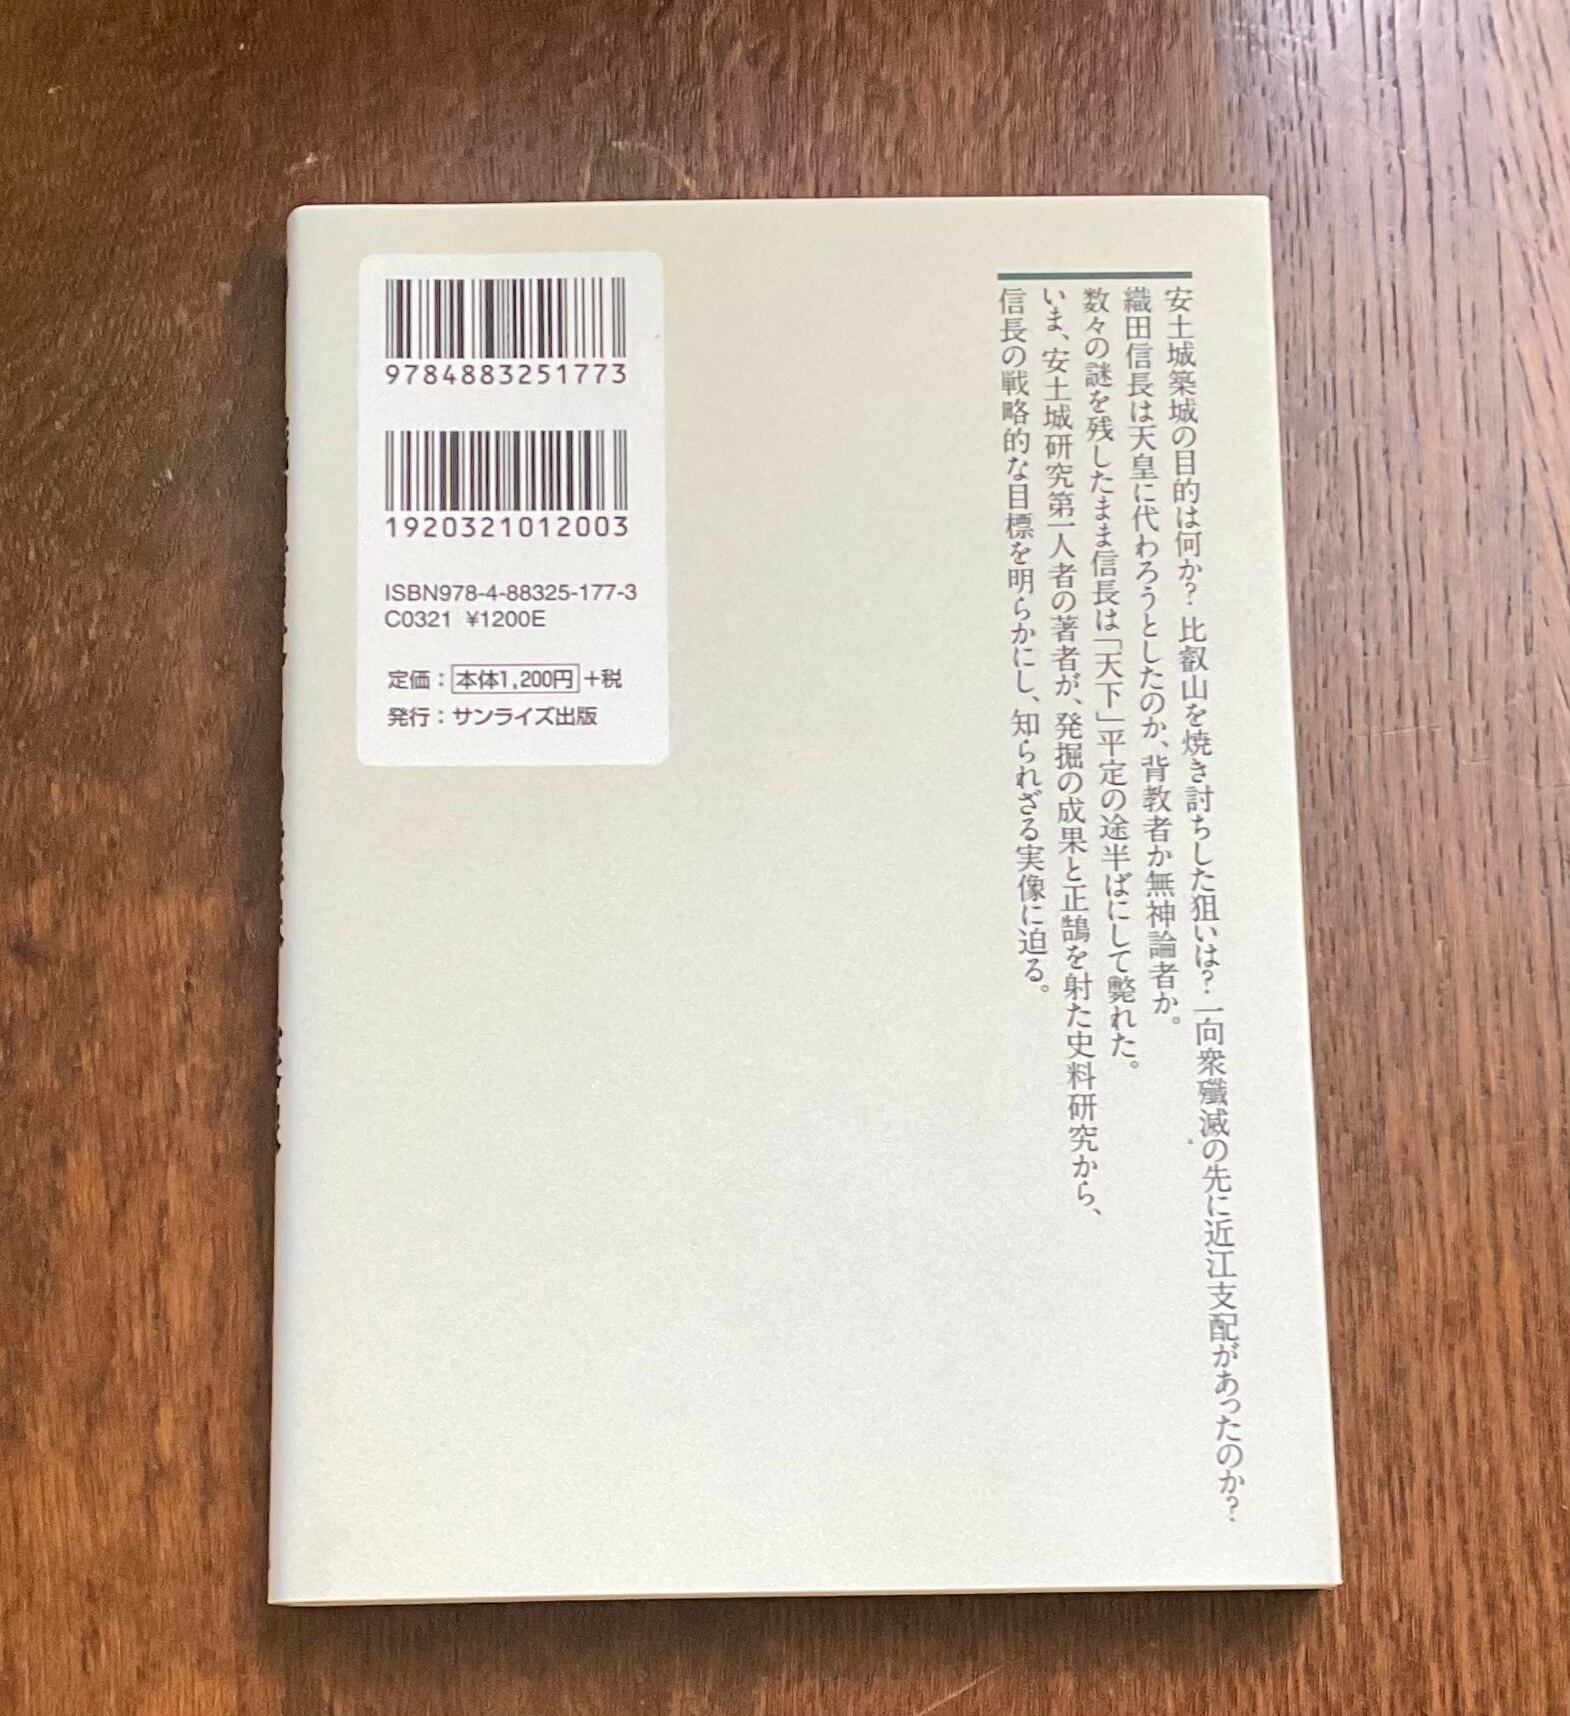 安土城築城の目的は何か? 比叡山を焼き討ちした狙いは? 一向衆殲滅の先に近江支配があったのか?
織田信長は天皇に代わろうとしたのか、背教者か無神論者か。
数々の謎を残したまま信長は「天下」平定の途半ばにして斃れた。
いま、安土城研究第一人者の著者が、発掘の成果と正鵠を射た史料研究から、
信長の戦略的な目標を明らかにし、知られざる実像に迫る。
9784883251773
1920321012003
ISBN978-4-88325-177-3
C0321 ¥1200E
定価：本体1,200円+税
発行：サンライズ出版